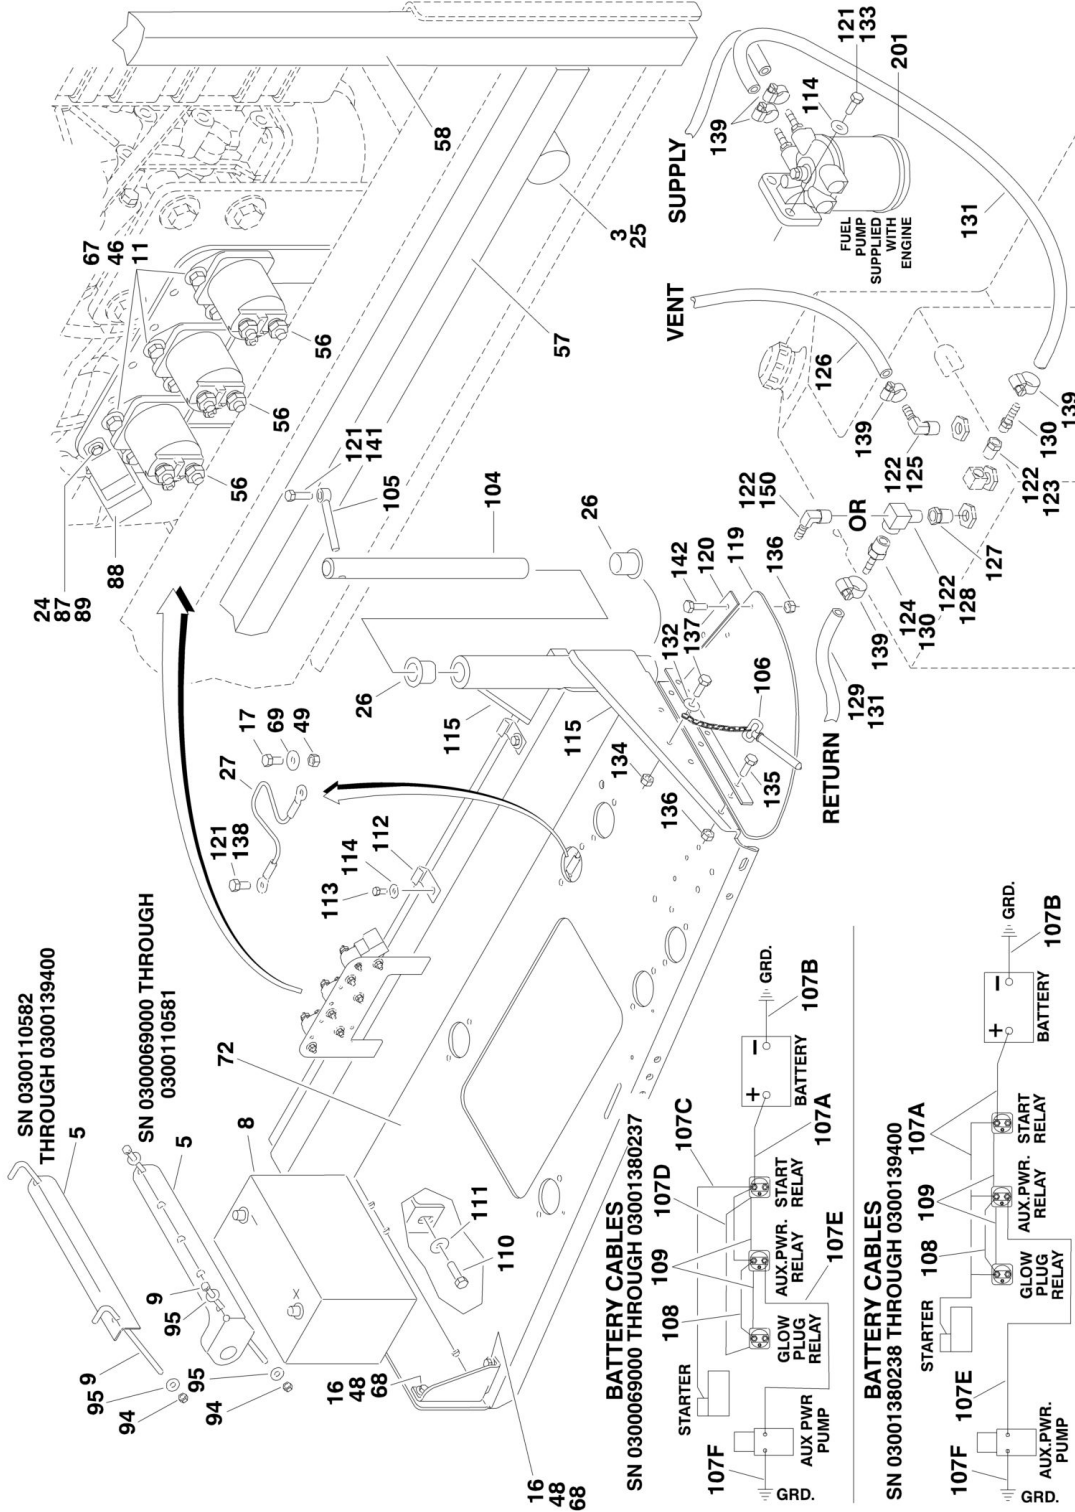 67
46
11
24
87
89
88
56
56
56
58
3
25
57
121
141
105
104
26
26
115
115
17
69
49
27
121
138
114
112
113
SN 0300110582
THROUGH 0300139400
5
SN 0300069000 THROUGH
0300110581
5
72
8
9
95
9
95
95
94
94
16
48
68
16
48
68
111
110
142
120
119
136
132
137
106
134
136
135
SUPPLY
139
114
121
133
201
FUEL
PUMP
SUPPLIED
WITH
ENGINE
131
VENT
126
139
122
125
122
150
OR
139
130
122
123
127
122
128
124
130
139
129
131
RETURN
BATTERY CABLES
SN 0300069000 THROUGH 03001380237
107C
107D
109
108
STARTER
107F
GRD.
AUX PWR
PUMP
GLOW
PLUG
RELAY
AUX.PWR.
RELAY
START
RELAY
107E
107A
+
−
BATTERY
GRD.
107B
BATTERY CABLES
SN 03001380238 THROUGH 0300139400
107A
109
108
STARTER
107E
107F
GRD.
AUX.PWR.
PUMP
GLOW
PLUG
RELAY
AUX.PWR.
RELAY
START
RELAY
+
−
BATTERY
GRD.
107B